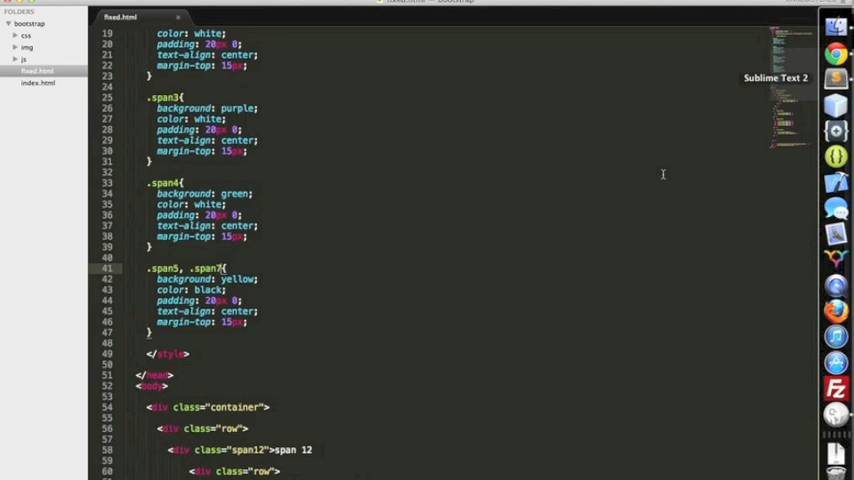 fixed.html — bootstrap
FOLDERS
bootstrap
css
img
js
fixed.html
index.html
fixed.html
19 color: white;
20 padding: 20px 0;
21 text-align: center;
22 margin-top: 15px;
23 }
24
25 .span3{
26 background: purple;
27 color: white;
28 padding: 20px 0;
29 text-align: center;
30 margin-top: 15px;
31 }
32
33 .span4{
34 background: green;
35 color: white;
36 padding: 20px 0;
37 text-align: center;
38 margin-top: 15px;
39 }
40
41 .span5, .span7{
42 background: yellow;
43 color: black;
44 padding: 20px 0;
45 text-align: center;
46 margin-top: 15px;
47 }
48
49 </style>
50
51 </head>
52 <body>
53
54 <div class="container">
55
56 <div class="row">
57
58 <div class="span12">span 12
59
60 <div class="row">
Sublime Text 2